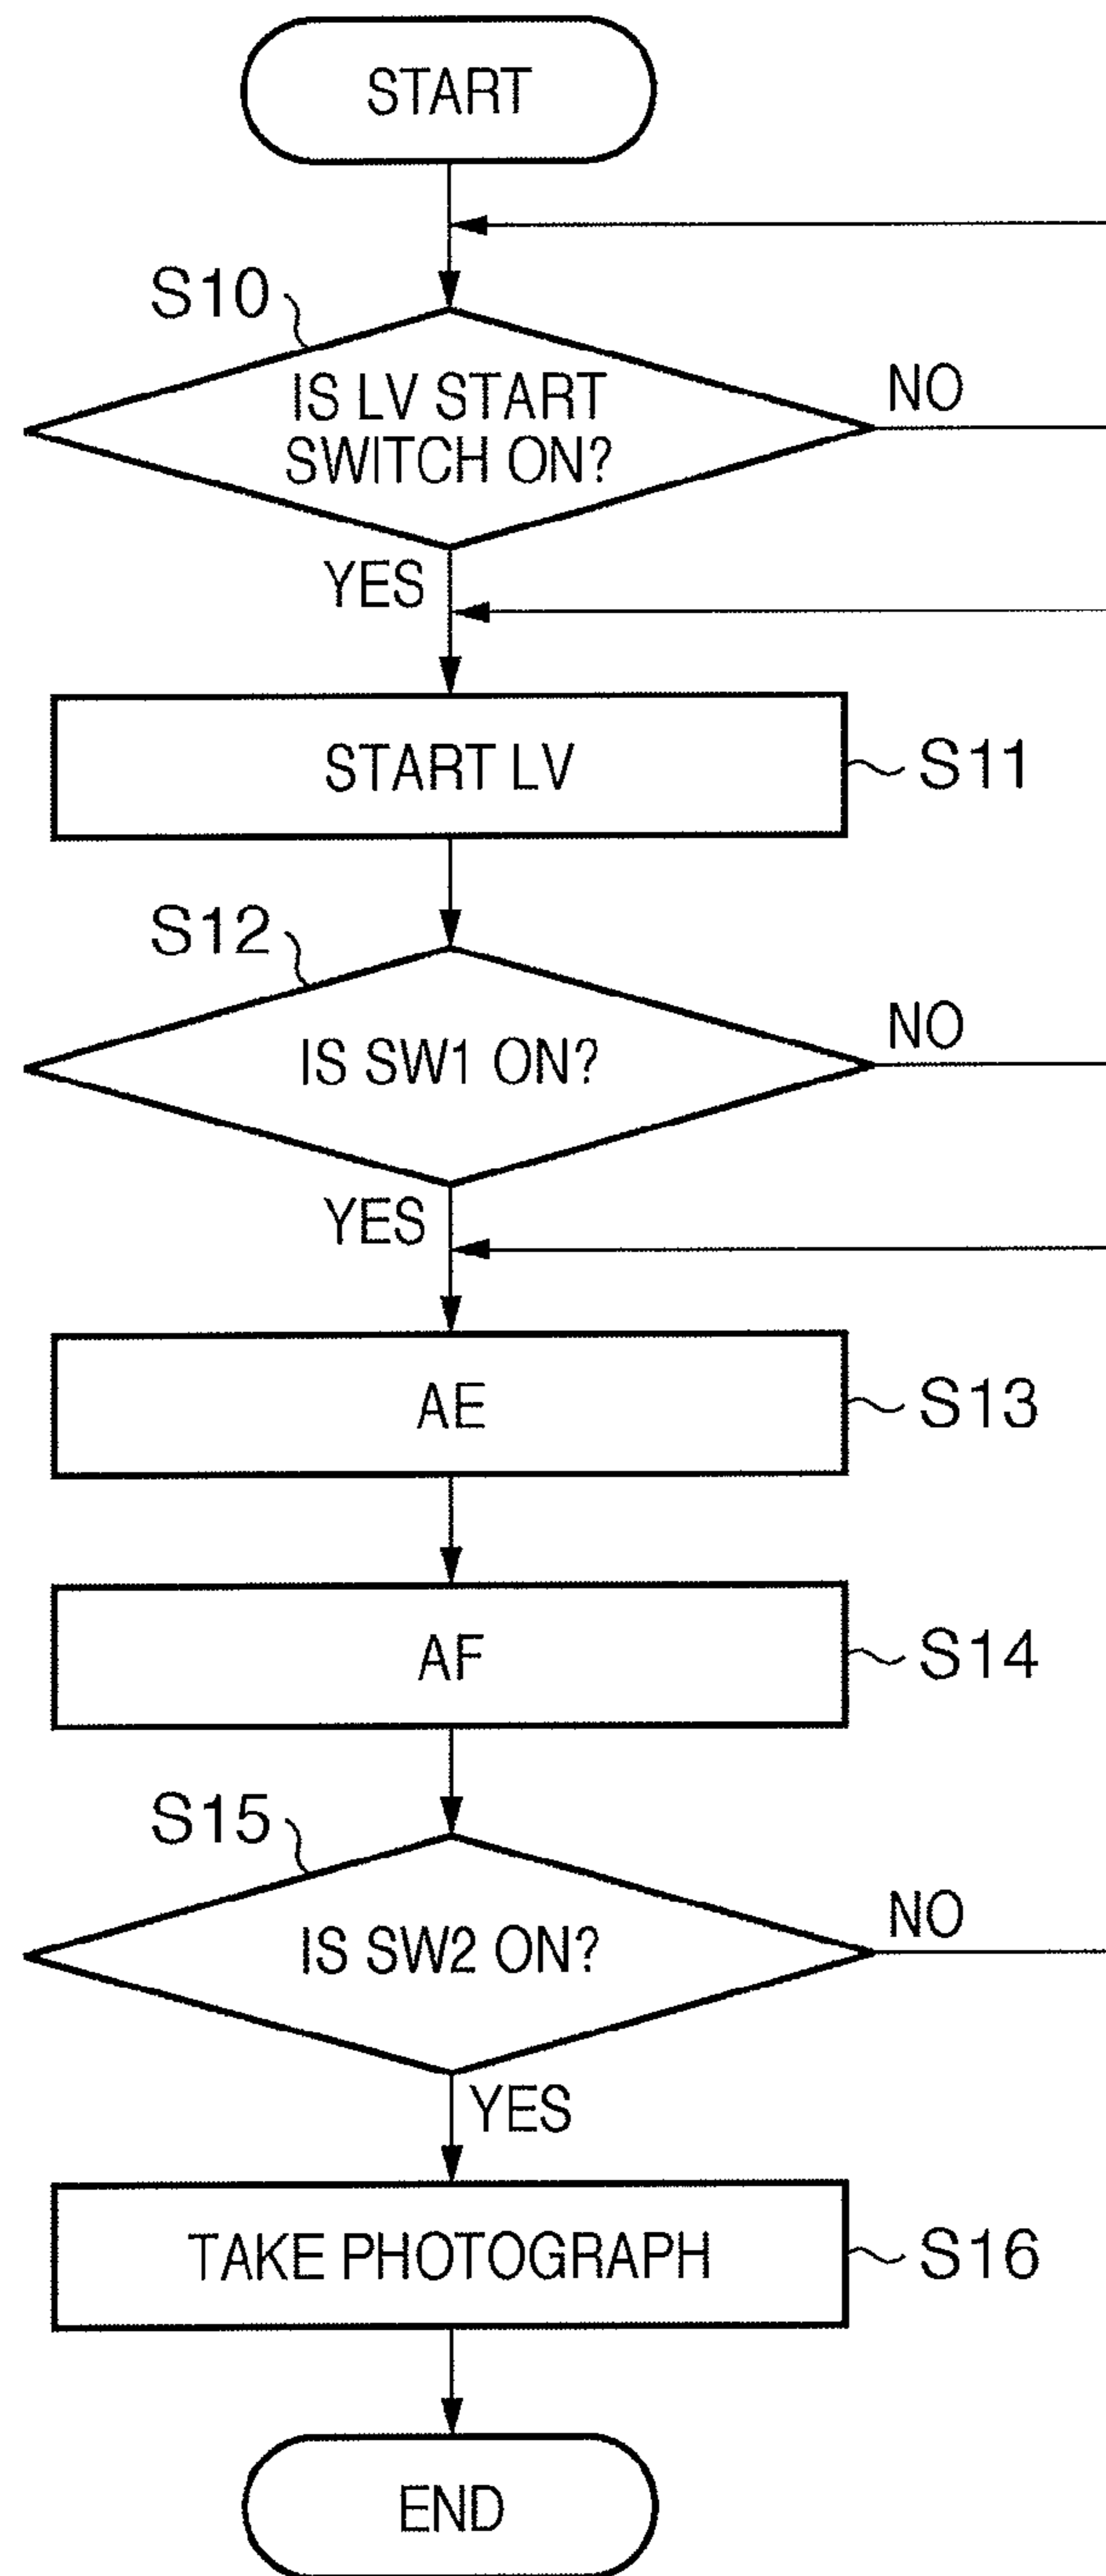 START
S10
IS LV START
SWITCH ON?
NO
YES
START LV
S11
S12
IS SW1 ON?
NO
YES
AE
S13
AF
S14
S15
IS SW2 ON?
NO
YES
TAKE PHOTOGRAPH
S16
END